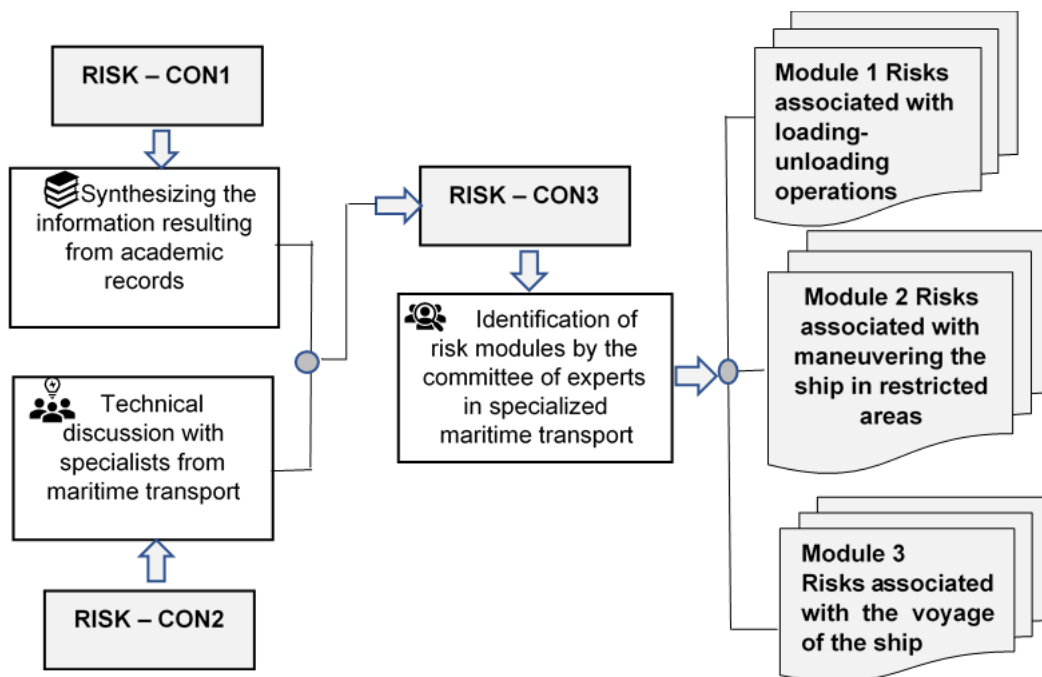 RISK – CON1
Synthesizing the
information resulting
from academic
records
Technical
discussion with
specialists from
maritime transport
RISK – CON2
RISK – CON3
Identification of
risk modules by the
committee of experts
in specialized
maritime transport
Module 1 Risks
associated with
loading-
unloading
operations
Module 2 Risks
associated with
maneuvering the
ship in restricted
areas
Module 3
Risks associated
with the voyage
of the ship